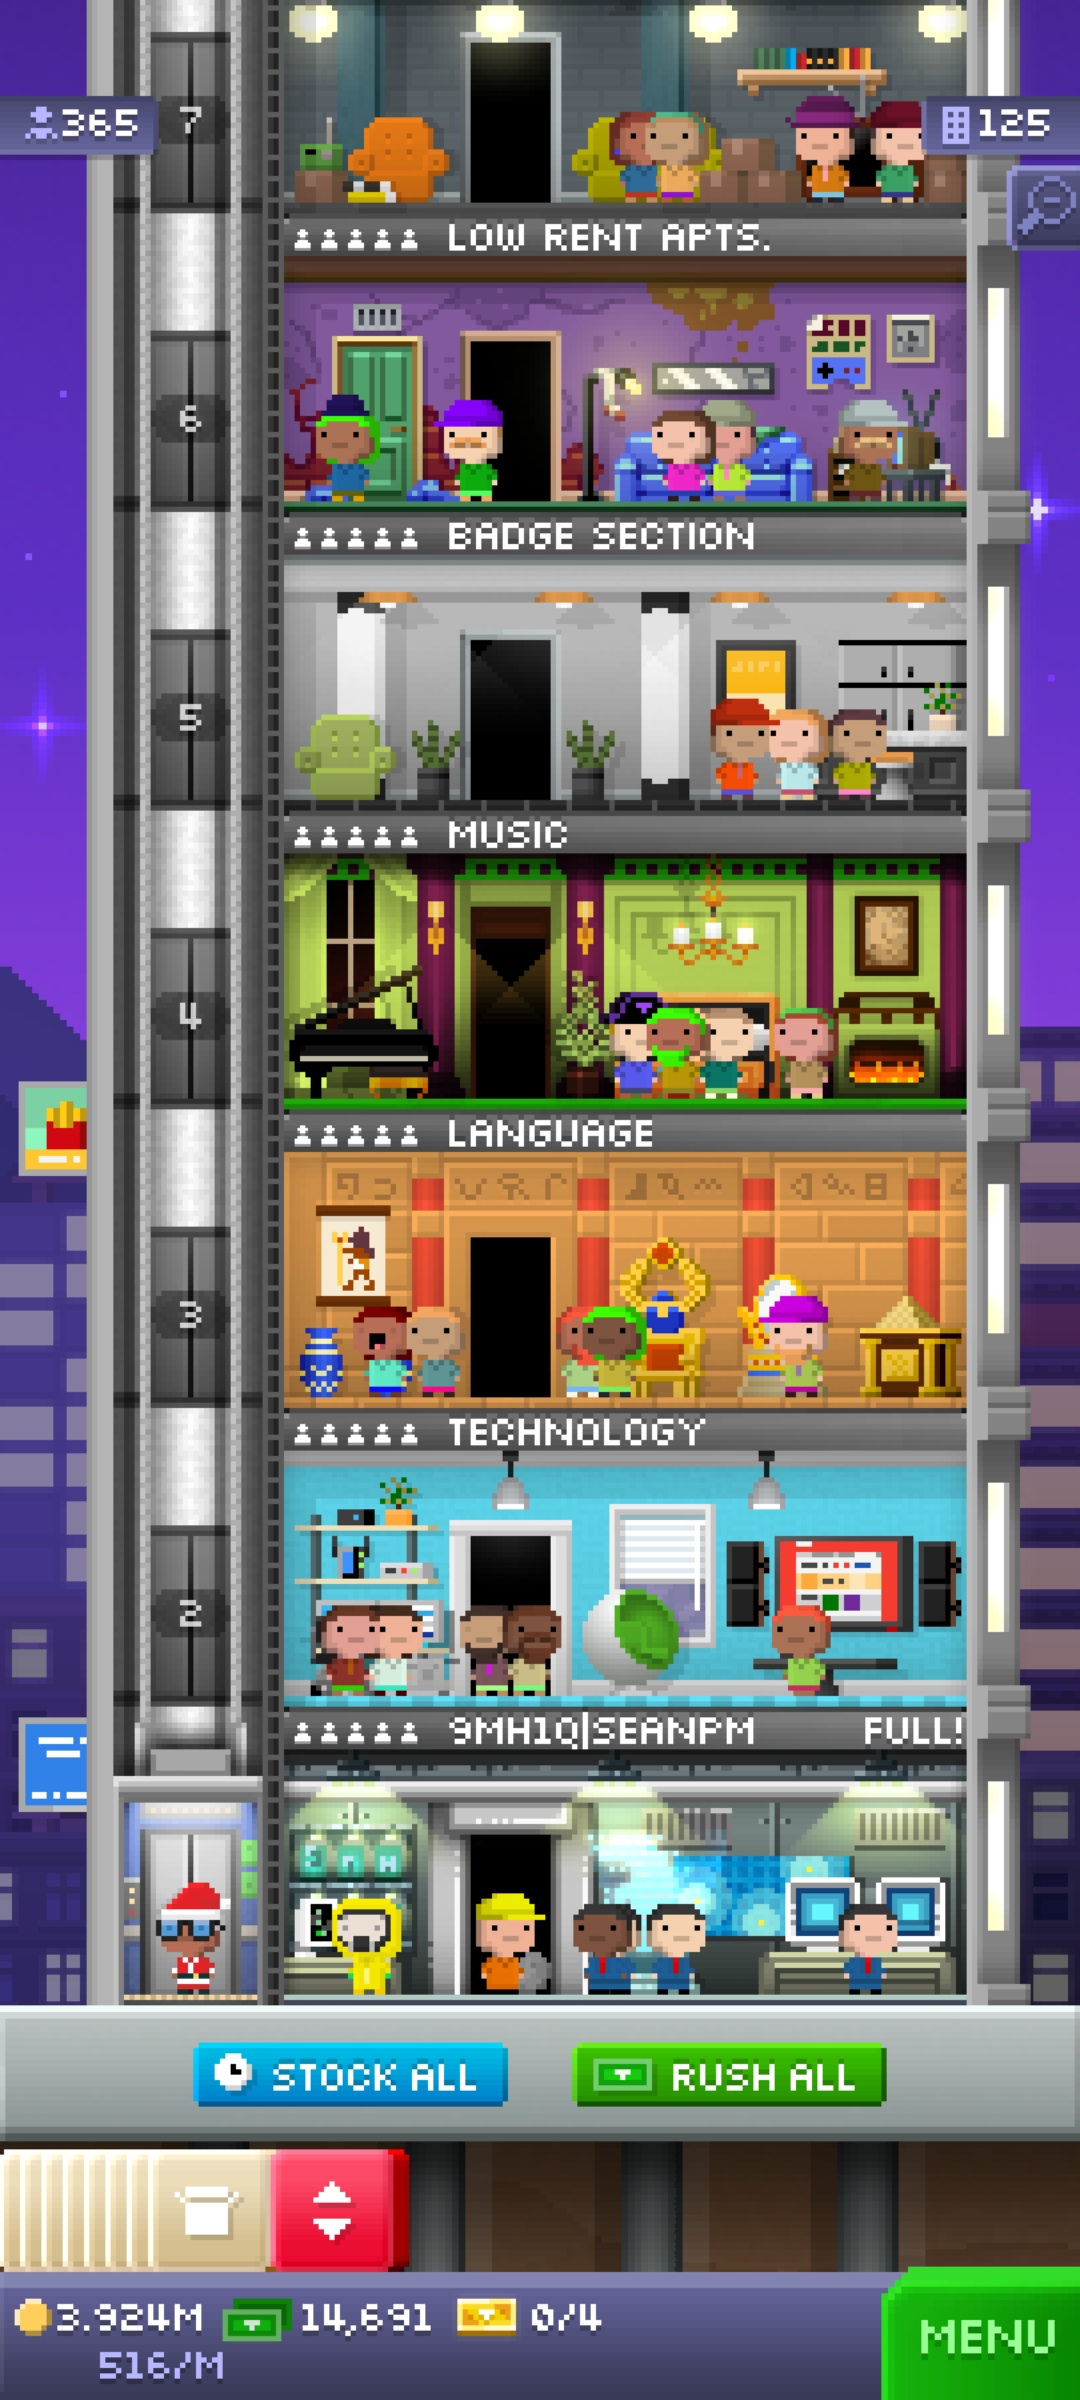 365
7
125
LOW RENT APTS.
6
BADGE SECTION
5
MUSIC
4
LANGUAGE
3
TECHNOLOGY
2
9MH1Q|SEANPM FULL!
STOCK ALL
RUSH ALL
3.924M 14,691 0/4
516/M
MENU